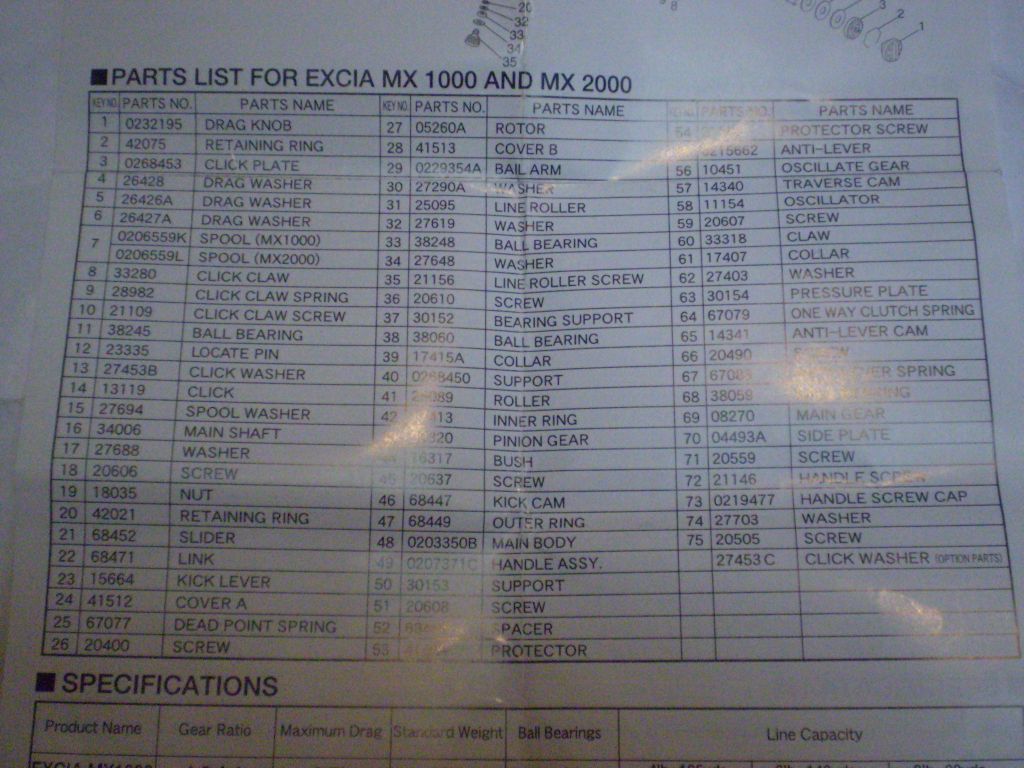 20
32
33
34
35
8
3
2
1
■PARTS LIST FOR EXCIA MX 1000 AND MX 2000
KEY NO. PARTS NO. PARTS NAME
1 0232195 DRAG KNOB
2 42075 RETAINING RING
3 0268453 CLICK PLATE
4 26428 DRAG WASHER
5 26426A DRAG WASHER
6 26427A DRAG WASHER
7 0206559K SPOOL (MX1000)
0206559L SPOOL (MX2000)
8 33280 CLICK CLAW
9 28982 CLICK CLAW SPRING
10 21109 CLICK CLAW SCREW
11 38245 BALL BEARING
12 23335 LOCATE PIN
13 27453B CLICK WASHER
14 13119 CLICK
15 27694 SPOOL WASHER
16 34006 MAIN SHAFT
17 27688 WASHER
18 20606 SCREW
19 18035 NUT
20 42021 RETAINING RING
21 68452 SLIDER
22 68471 LINK
23 15664 KICK LEVER
24 41512 COVER A
25 67077 DEAD POINT SPRING
26 20400 SCREW
KEY NO. PARTS NO. PARTS NAME
27 05260A ROTOR
28 41513 COVER B
29 0229354A BAIL ARM
30 27290A WASHER
31 25095 LINE ROLLER
32 27619 WASHER
33 38248 BALL BEARING
34 27648 WASHER
35 21156 LINE ROLLER SCREW
36 20610 SCREW
37 30152 BEARING SUPPORT
38 38060 BALL BEARING
39 17415A COLLAR
40 0268450 SUPPORT
41 ROLLER
42 INNER RING
PINION GEAR
16317 BUSH
45 20637 SCREW
46 68447 KICK CAM
47 68449 OUTER RING
48 0203350B MAIN BODY
49 0207371C HANDLE ASSY.
50 30153 SUPPORT
51 20608 SCREW
52 SPACER
53 PROTECTOR
PARTS NO. PARTS NAME
54 PROTECTOR SCREW
0215662 ANTI-LEVER
56 10451 OSCILLATE GEAR
57 14340 TRAVERSE CAM
58 11154 OSCILLATOR
59 20607 SCREW
60 33318 CLAW
61 17407 COLLAR
62 27403 WASHER
63 30154 PRESSURE PLATE
64 67079 ONE WAY CLUTCH SPRING
65 14341 ANTI-LEVER CAM
66 20490 SCREW
67 SPRING
68 38059
69 08270 MAIN GEAR
70 04493A SIDE PLATE
71 20559 SCREW
72 21146 HANDLE SCREW
73 0219477 HANDLE SCREW CAP
74 27703 WASHER
75 20505 SCREW
27453C CLICK WASHER (OPTION PARTS)
■SPECIFICATIONS
Product Name Gear Ratio Maximum Drag Standard Weight Ball Bearings Line Capacity